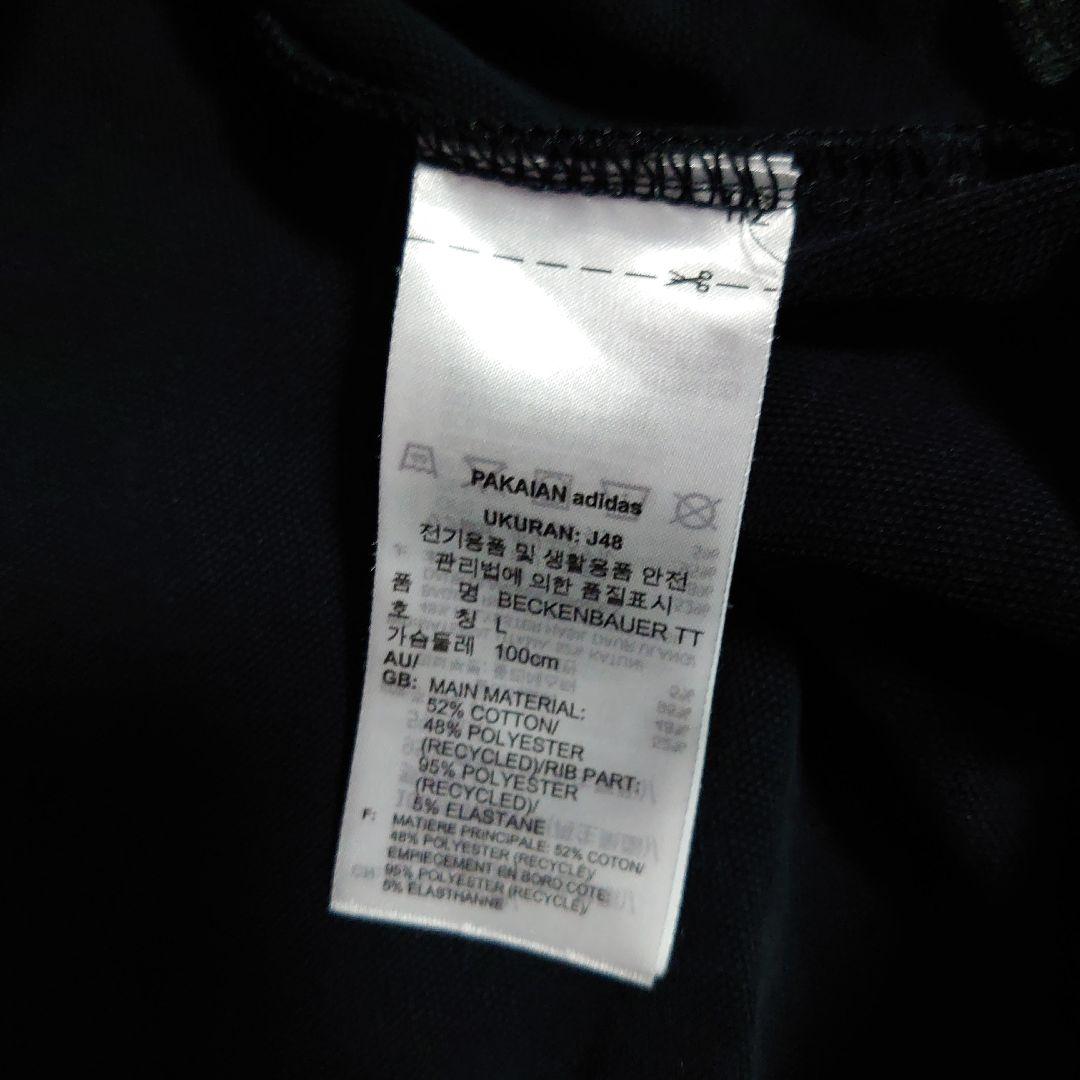 PAKAIAN adidas
UKURAN: J48
전기용품 및 생활용품 안전
관리법에 의한 품질표시
품 명 BECKENBAUER TT
호 칭 L
가슴둘레 100cm
AU/
GB: MAIN MATERIAL:
52% COTTON/
48% POLYESTER
(RECYCLED)/RIB PART:
95% POLYESTER
(RECYCLED)/
5% ELASTANE
F: MATIERE PRINCIPALE: 52% COTON/
48% POLYESTER (RECYCLE)/
EMPIECEMENT EN BORD COTE:
95% POLYESTER (RECYCLE)/
5% ELASTHANNE